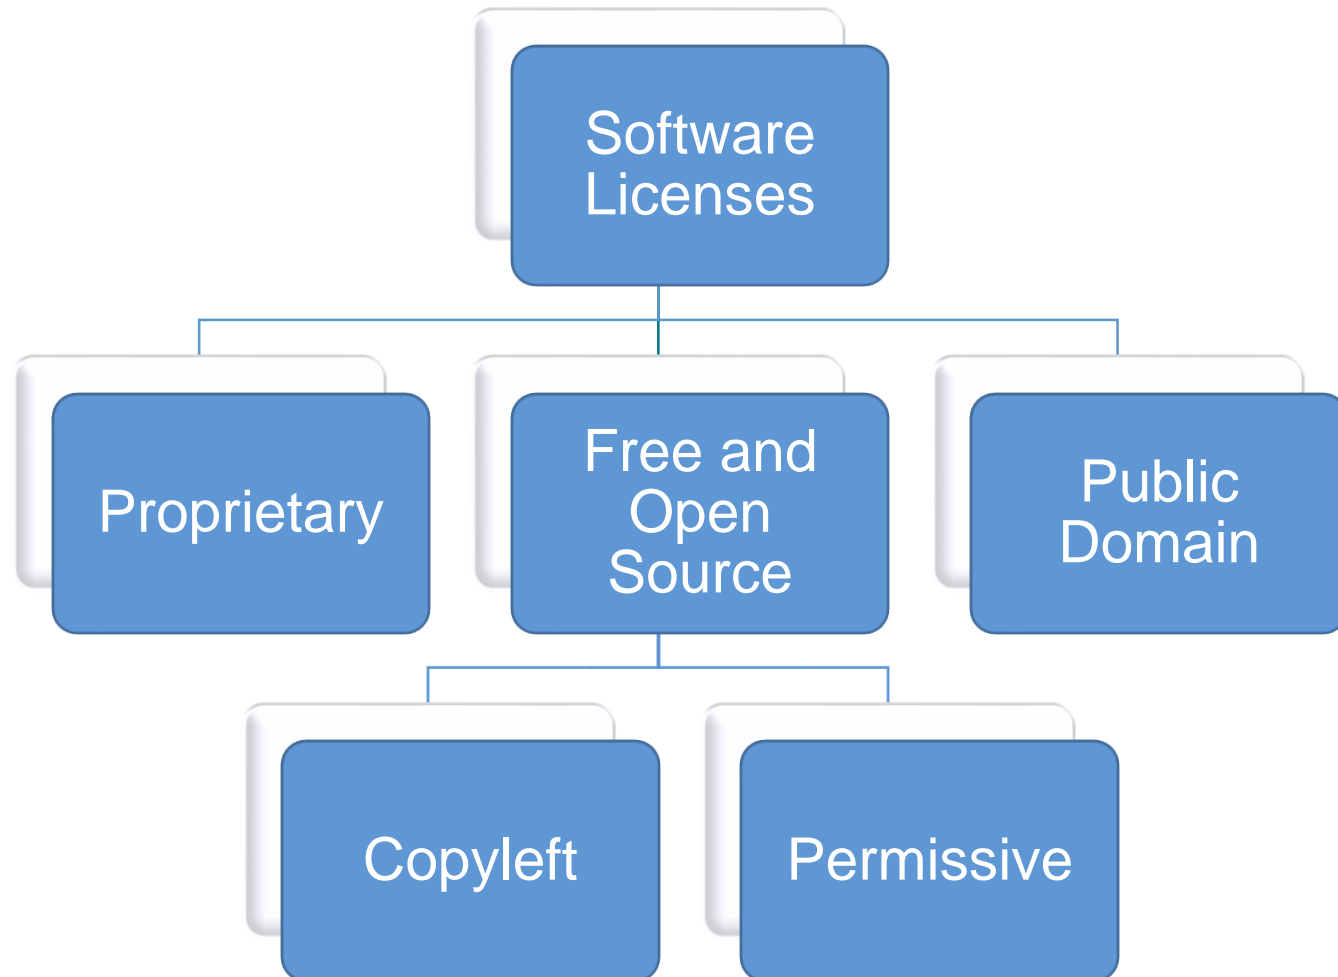 Software
Licenses
Proprietary
Free and
Open
Source
Public
Domain
Copyleft
Permissive